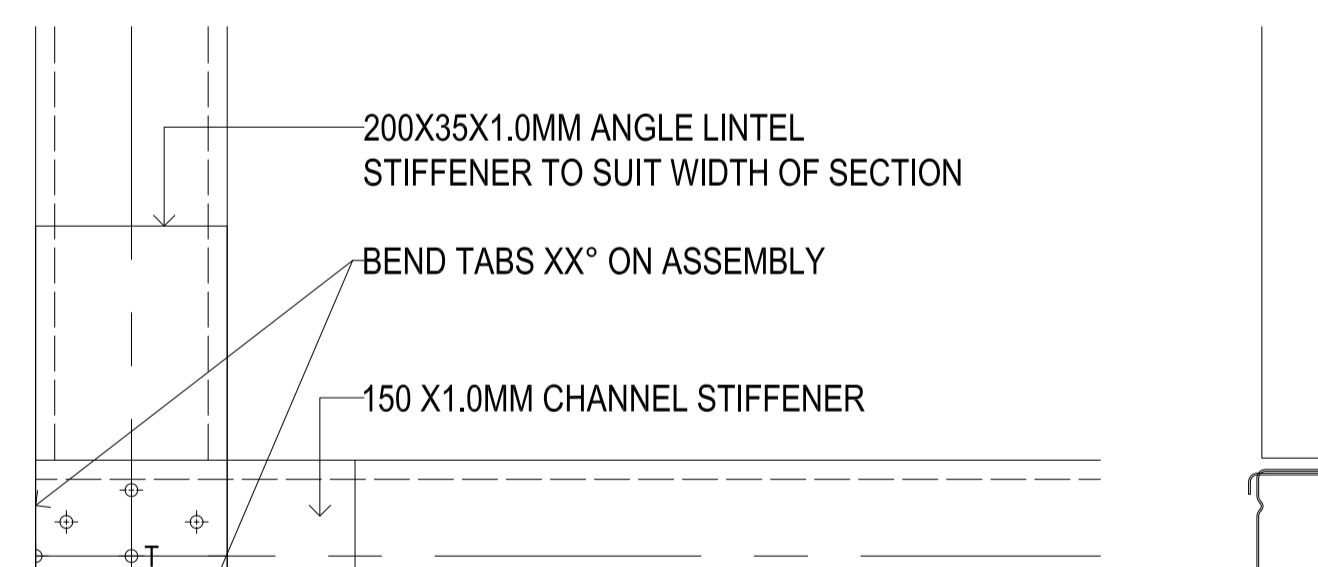 200X35X1.0MM ANGLE LINTEL
STIFFENER TO SUIT WIDTH OF SECTION
BEND TABS XX° ON ASSEMBLY
150 X1.0MM CHANNEL STIFFENER
T